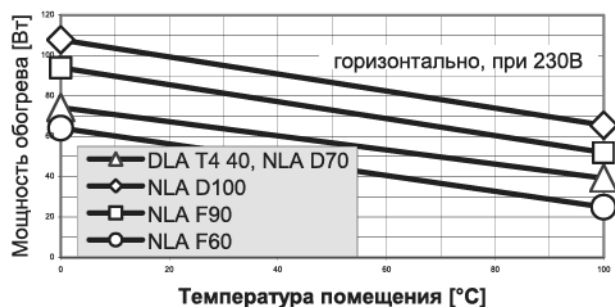 Мощность обогрева [Вт]
120
100
80
60
40
20
0
горизонтально, при 230В
DLA T4 40, NLA D70
NLA D100
NLA F90
NLA F60
0
20
40
60
80
100
Температура помещения [°C]